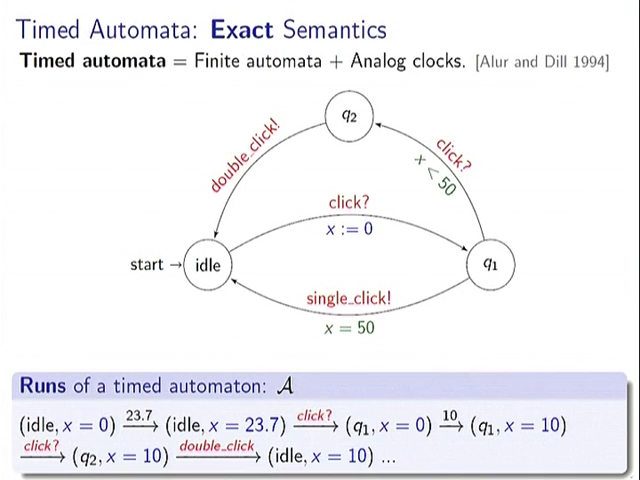 Timed Automata: Exact Semantics
Timed automata = Finite automata + Analog clocks. [Alur and Dill 1994]
q2
double_click!
click?
x < 50
click?
x := 0
start → idle
q1
single_click!
x = 50
Runs of a timed automaton: 𝒜
(idle, x = 0) —23.7→ (idle, x = 23.7) —click?→ (q1, x = 0) —10→ (q1, x = 10)
—click?→ (q2, x = 10) —double_click→ (idle, x = 10) ...